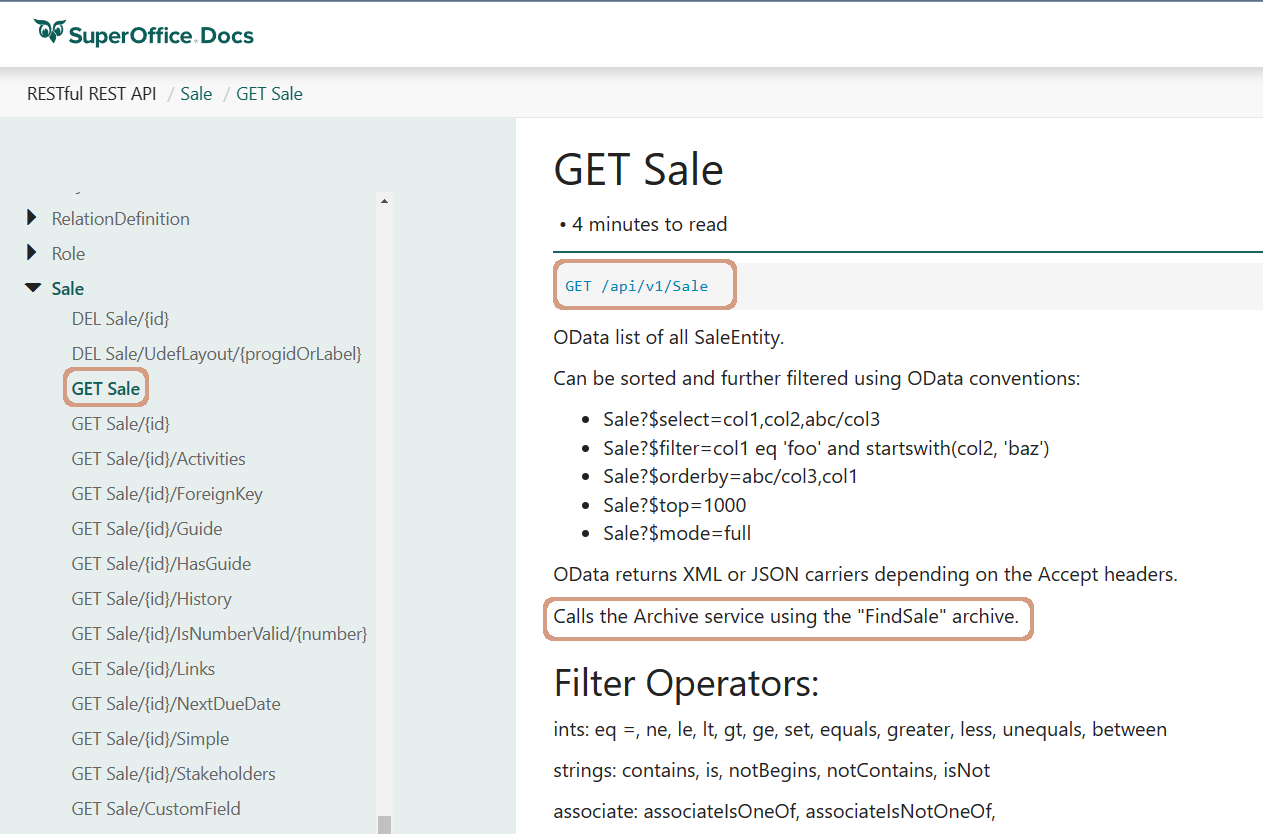 SuperOffice.Docs
RESTful REST API / Sale / GET Sale
RelationDefinition
Role
Sale
DEL Sale/{id}
DEL Sale/UdefLayout/{progidOrLabel}
GET Sale
GET Sale/{id}
GET Sale/{id}/Activities
GET Sale/{id}/ForeignKey
GET Sale/{id}/Guide
GET Sale/{id}/HasGuide
GET Sale/{id}/History
GET Sale/{id}/IsNumberValid/{number}
GET Sale/{id}/Links
GET Sale/{id}/NextDueDate
GET Sale/{id}/Simple
GET Sale/{id}/Stakeholders
GET Sale/CustomField
GET Sale
• 4 minutes to read
GET /api/v1/Sale
OData list of all SaleEntity.
Can be sorted and further filtered using OData conventions:
• Sale?$select=col1,col2,abc/col3
• Sale?$filter=col1 eq 'foo' and startswith(col2, 'baz')
• Sale?$orderby=abc/col3,col1
• Sale?$top=1000
• Sale?$mode=full
OData returns XML or JSON carriers depending on the Accept headers.
Calls the Archive service using the "FindSale" archive.
Filter Operators:
ints: eq =, ne, le, lt, gt, ge, set, equals, greater, less, unequals, between
strings: contains, is, notBegins, notContains, isNot
associate: associateIsOneOf, associateIsNotOneOf,